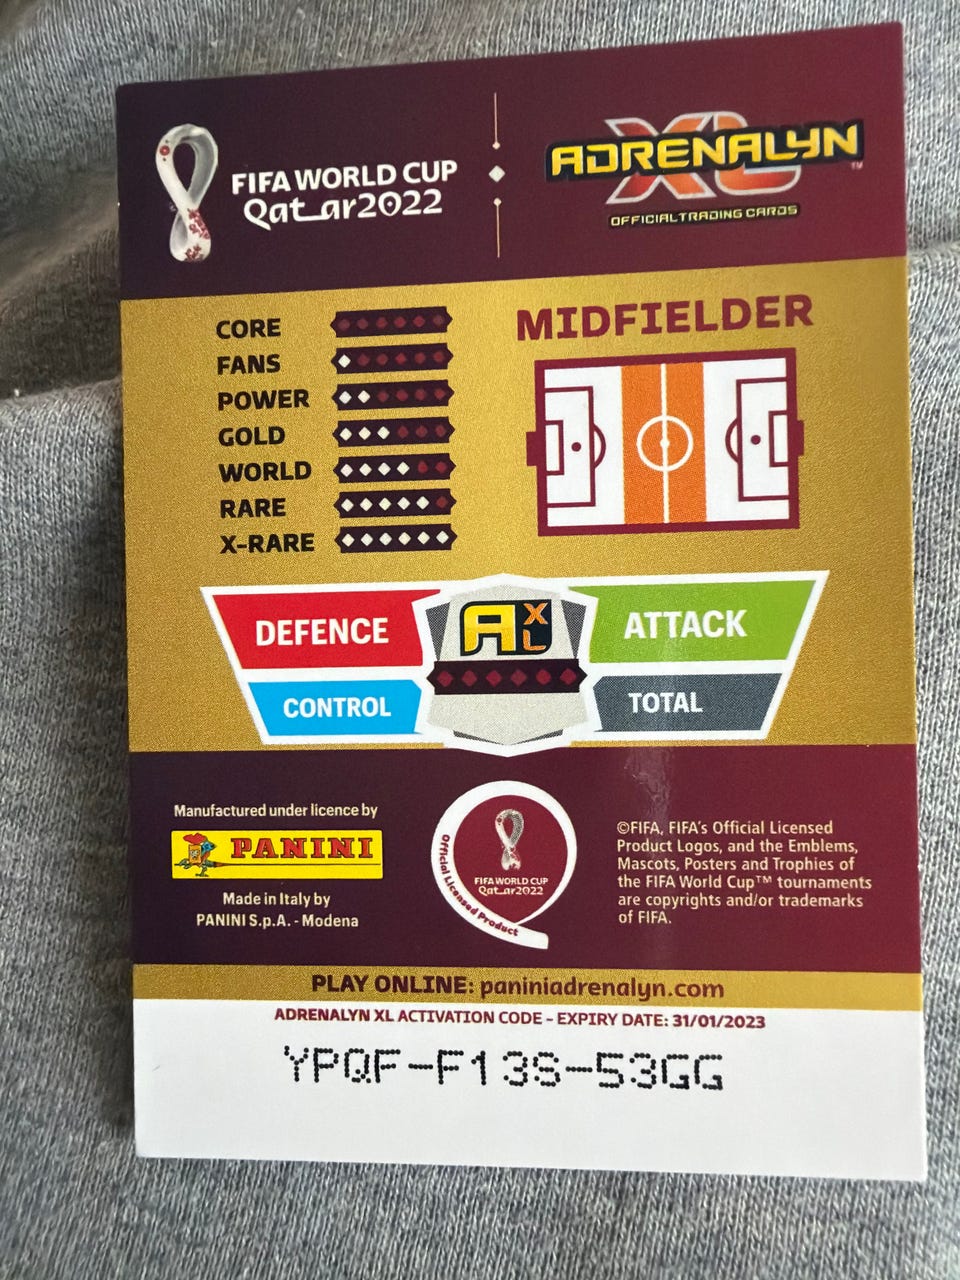 FIFA WORLD CUP
Qatar2022
ADRENALYN
XL
TM
OFFICIAL TRADING CARDS
CORE
FANS
POWER
GOLD
WORLD
RARE
X-RARE
MIDFIELDER
DEFENCE
CONTROL
A XL
ATTACK
TOTAL
Manufactured under licence by
PANINI
Made in Italy by
PANINI S.p.A. - Modena
FIFA WORLD CUP
Qatar2022
Official Licensed Product
©FIFA, FIFA's Official Licensed
Product Logos, and the Emblems,
Mascots, Posters and Trophies of
the FIFA World Cup™ tournaments
are copyrights and/or trademarks
of FIFA.
PLAY ONLINE: paniniadrenalyn.com
ADRENALYN XL ACTIVATION CODE - EXPIRY DATE: 31/01/2023
YPQF-F13S-53GG